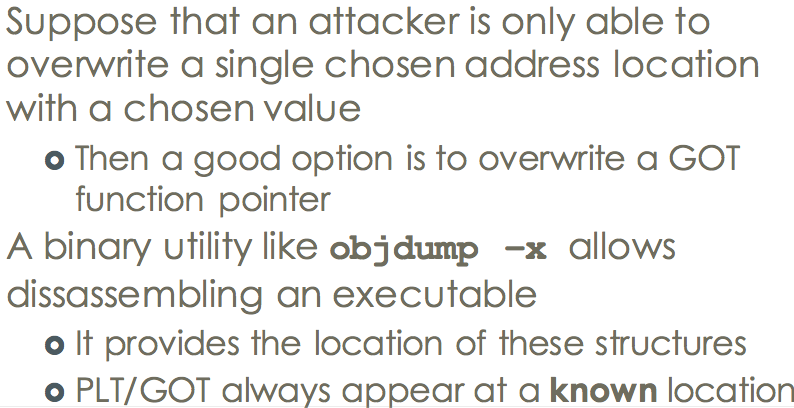 Suppose that an attacker is only able to
overwrite a single chosen address location
with a chosen value
Then a good option is to overwrite a GOT
function pointer
A binary utility like objdump –x allows
dissassembling an executable
It provides the location of these structures
PLT/GOT always appear at a known location